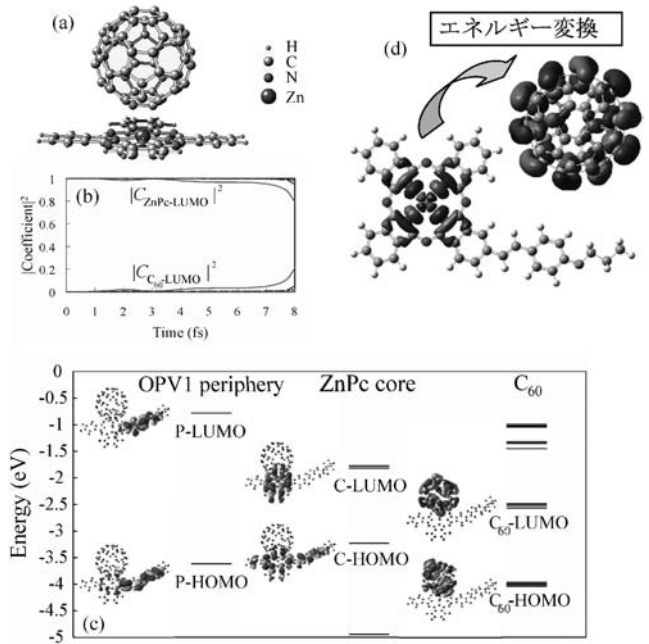 (a)
H
C
N
Zn
(d)
エネルギー変換
(b)
1
0.8
0.6
0.4
0.2
0
|C ZnPc-LUMO|²
|C C60-LUMO|²
|Coefficient|²
0 1 2 3 4 5 6 7 8
Time (fs)
0
-0.5
-1
-1.5
-2
-2.5
-3
-3.5
-4
-4.5
-5
Energy (eV)
OPV1 periphery ZnPc core C60
P-LUMO
C-LUMO
C60-LUMO
C-HOMO
P-HOMO
C60-HOMO
(c)